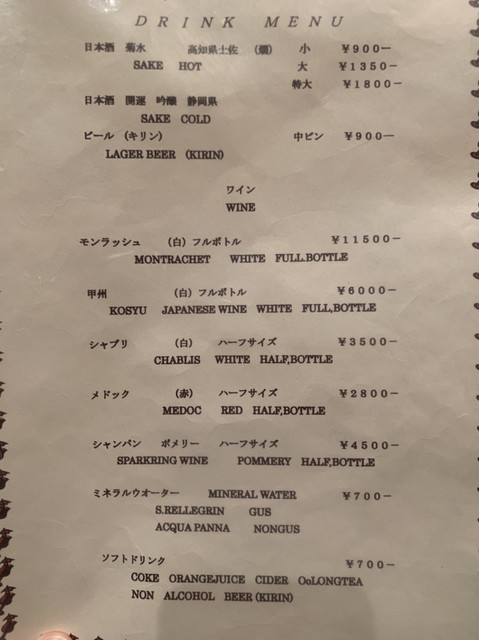 DRINK MENU
日本酒 菊水 高知県土佐 (燗) 小 ¥900-
SAKE HOT 大 ¥1350-
特大 ¥1800-
日本酒 開運 吟醸 静岡県
SAKE COLD
ビール (キリン) 中ビン ¥900-
LAGER BEER (KIRIN)
ワイン
WINE
モンラッシュ (白) フルボトル ¥11500-
MONTRACHET WHITE FULL.BOTTLE
甲州 (白) フルボトル ¥6000-
KOSYU JAPANESE WINE WHITE FULL,BOTTLE
シャブリ (白) ハーフサイズ ¥3500-
CHABLIS WHITE HALF,BOTTLE
メドック (赤) ハーフサイズ ¥2800-
MEDOC RED HALF,BOTTLE
シャンパン ポメリー ハーフサイズ ¥4500-
SPARKRING WINE POMMERY HALF,BOTTLE
ミネラルウオーター MINERAL WATER ¥700-
S.RELLEGRIN GUS
ACQUA PANNA NONGUS
ソフトドリンク ¥700-
COKE ORANGEJUICE CIDER OoLONGTEA
NON ALCOHOL BEER (KIRIN)